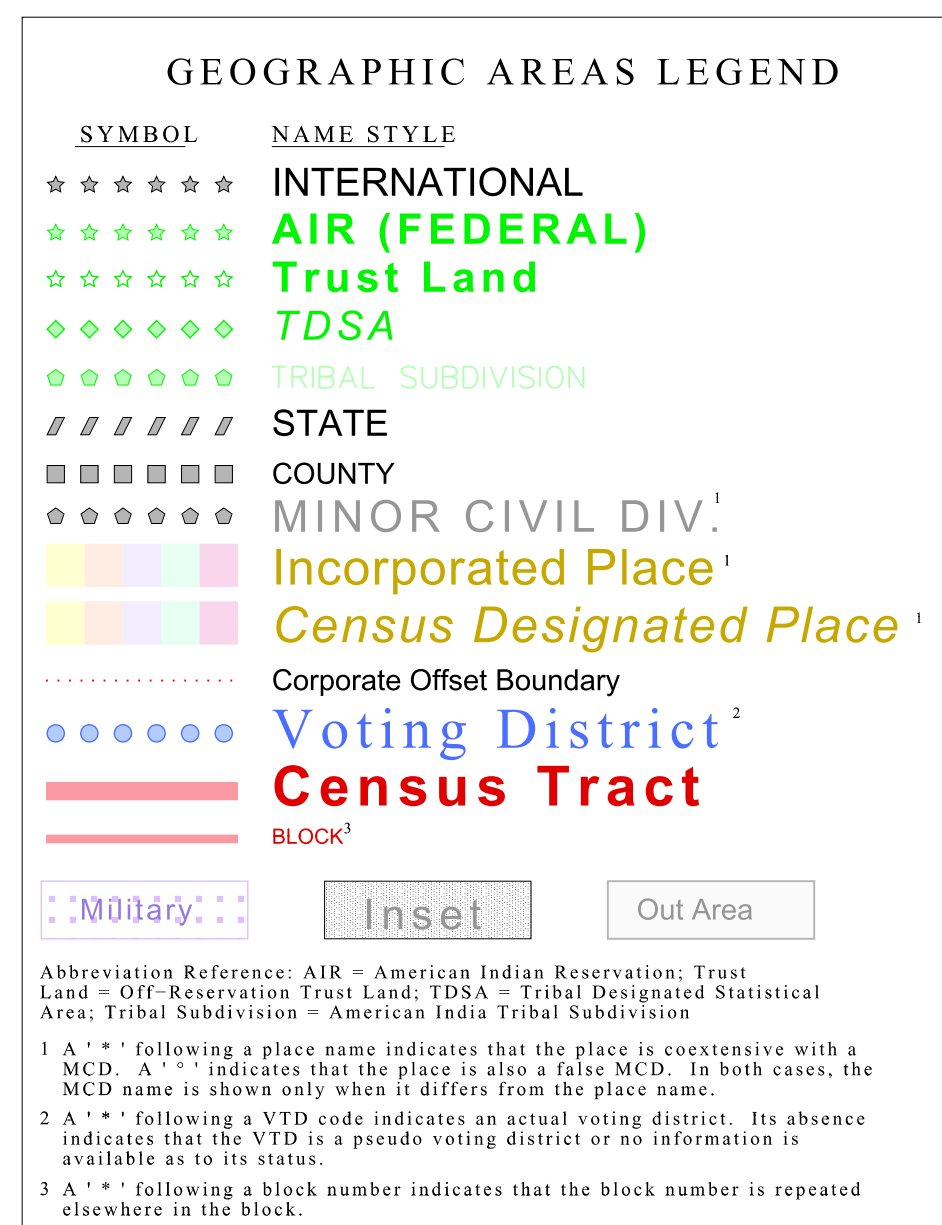 GEOGRAPHIC AREAS LEGEND
SYMBOL NAME STYLE
INTERNATIONAL
AIR (FEDERAL)
Trust Land
TDSA
TRIBAL SUBDIVISION
STATE
COUNTY
MINOR CIVIL DIV.1
Incorporated Place 1
Census Designated Place 1
Corporate Offset Boundary
Voting District 2
Census Tract
BLOCK3
Military Inset Out Area
Abbreviation Reference: AIR = American Indian Reservation; Trust
Land = Off−Reservation Trust Land; TDSA = Tribal Designated Statistical
Area; Tribal Subdivision = American India Tribal Subdivision
1 A ' * ' following a place name indicates that the place is coextensive with a
MCD. A ' ° ' indicates that the place is also a false MCD. In both cases, the
MCD name is shown only when it differs from the place name.
2 A ' * ' following a VTD code indicates an actual voting district. Its absence
indicates that the VTD is a pseudo voting district or no information is
available as to its status.
3 A ' * ' following a block number indicates that the block number is repeated
elsewhere in the block.